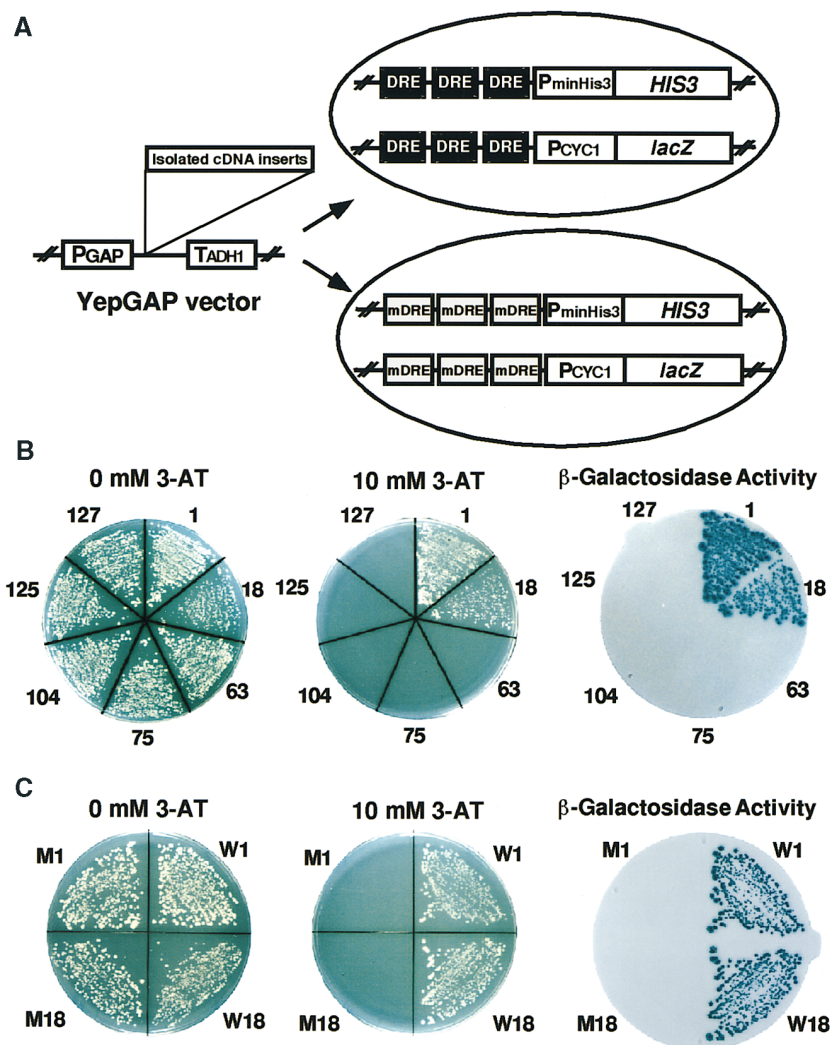 A
DRE DRE DRE PminHis3 HIS3
DRE DRE DRE PCYC1 lacZ
Isolated cDNA inserts
PGAP TADH1
YepGAP vector
mDRE mDRE mDRE PminHis3 HIS3
mDRE mDRE mDRE PCYC1 lacZ
B
0 mM 3-AT
127 1
125 18
104 63
75
10 mM 3-AT
127 1
125 18
104 63
75
β-Galactosidase Activity
127 1
125 18
104 63
75
C
0 mM 3-AT
M1 W1
M18 W18
10 mM 3-AT
M1 W1
M18 W18
β-Galactosidase Activity
M1 W1
M18 W18